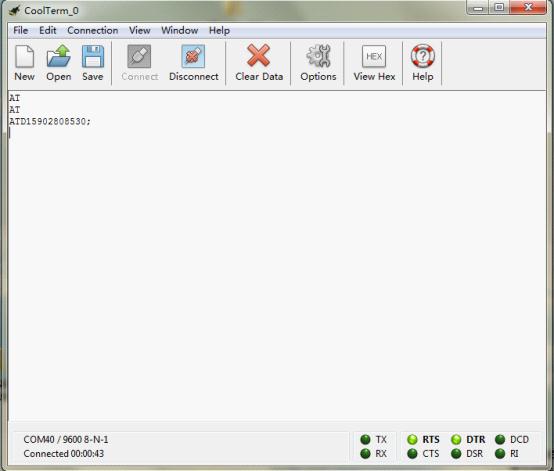 CoolTerm_0
File Edit Connection View Window Help
HEX
New Open Save Connect Disconnect Clear Data Options View Hex Help
AT
AT
ATD15902808530;
COM40 / 9600 8-N-1
Connected 00:00:43
TX RTS DTR DCD
RX CTS DSR RI